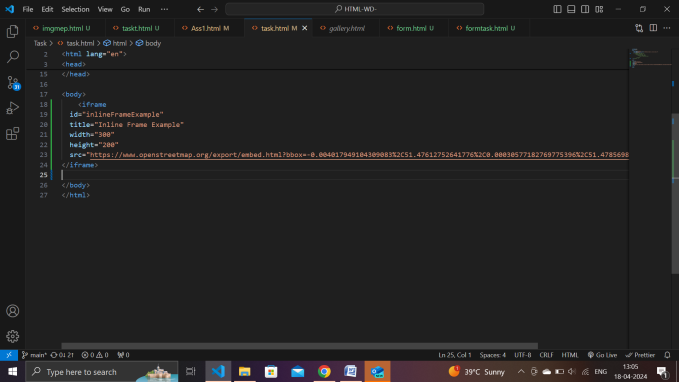 File Edit Selection View Go Run ··· HTML-WD-
imgmep.html U taskt.html U Ass1.html M task.html M gallery.html form.html U formtask.html U
Task > task.html > html > body
2 <html lang="en">
3 <head>
15 </head>
16
17 <body>
18 <iframe
19 id="inlineFrameExample"
20 title="Inline Frame Example"
21 width="300"
22 height="200"
23 src="https://www.openstreetmap.org/export/embed.html?bbox=-0.004017949104309083%2C51.47612752641776%2C0.00030577182769775396%2C51.4785698
24 </iframe>
25
26 </body>
27 </html>
31
main* 0↓ 2↑ 0 0 0 Ln 25, Col 1 Spaces: 4 UTF-8 CRLF HTML Go Live Prettier
Type here to search 39°C Sunny ENG 13:05
18-04-2024